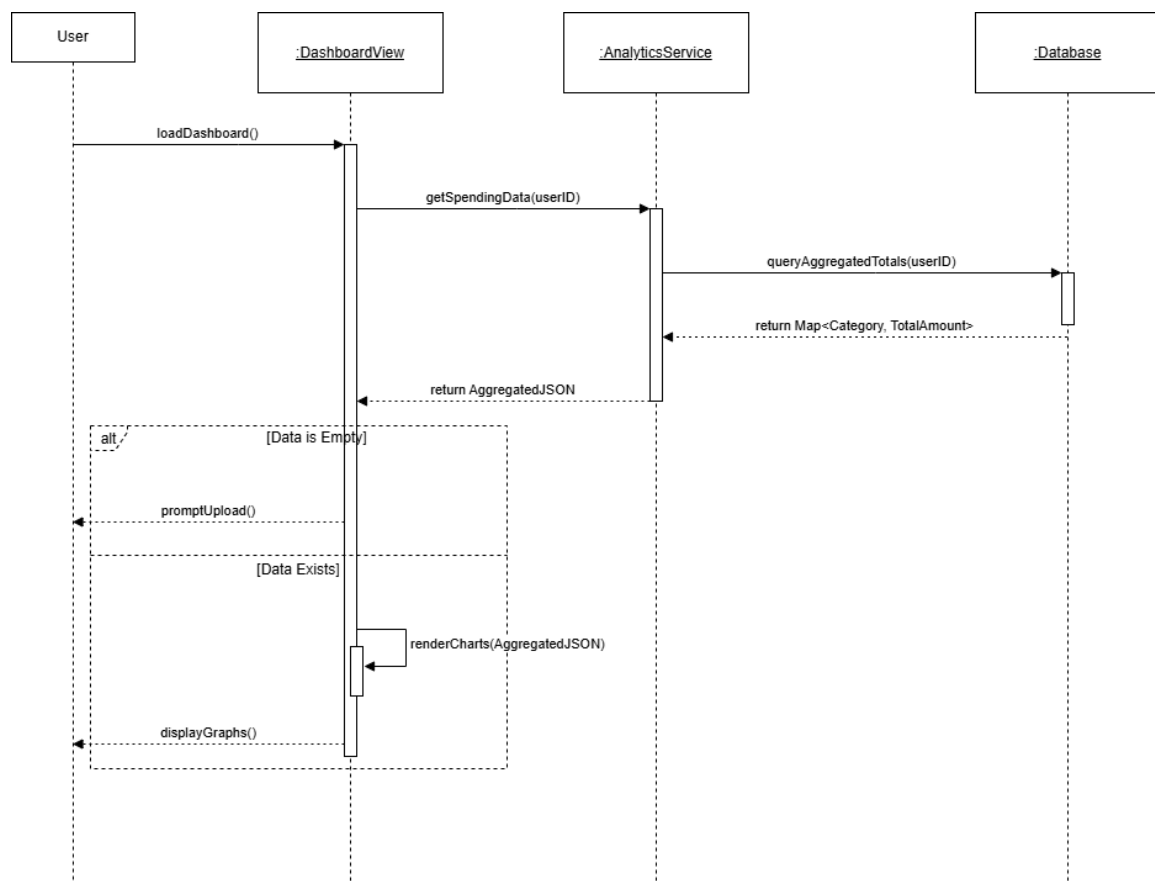 User
:DashboardView
:AnalyticsService
:Database
loadDashboard()
getSpendingData(userID)
queryAggregatedTotals(userID)
return Map<Category, TotalAmount>
return AggregatedJSON
alt
[Data is Empty]
promptUpload()
[Data Exists]
renderCharts(AggregatedJSON)
displayGraphs()